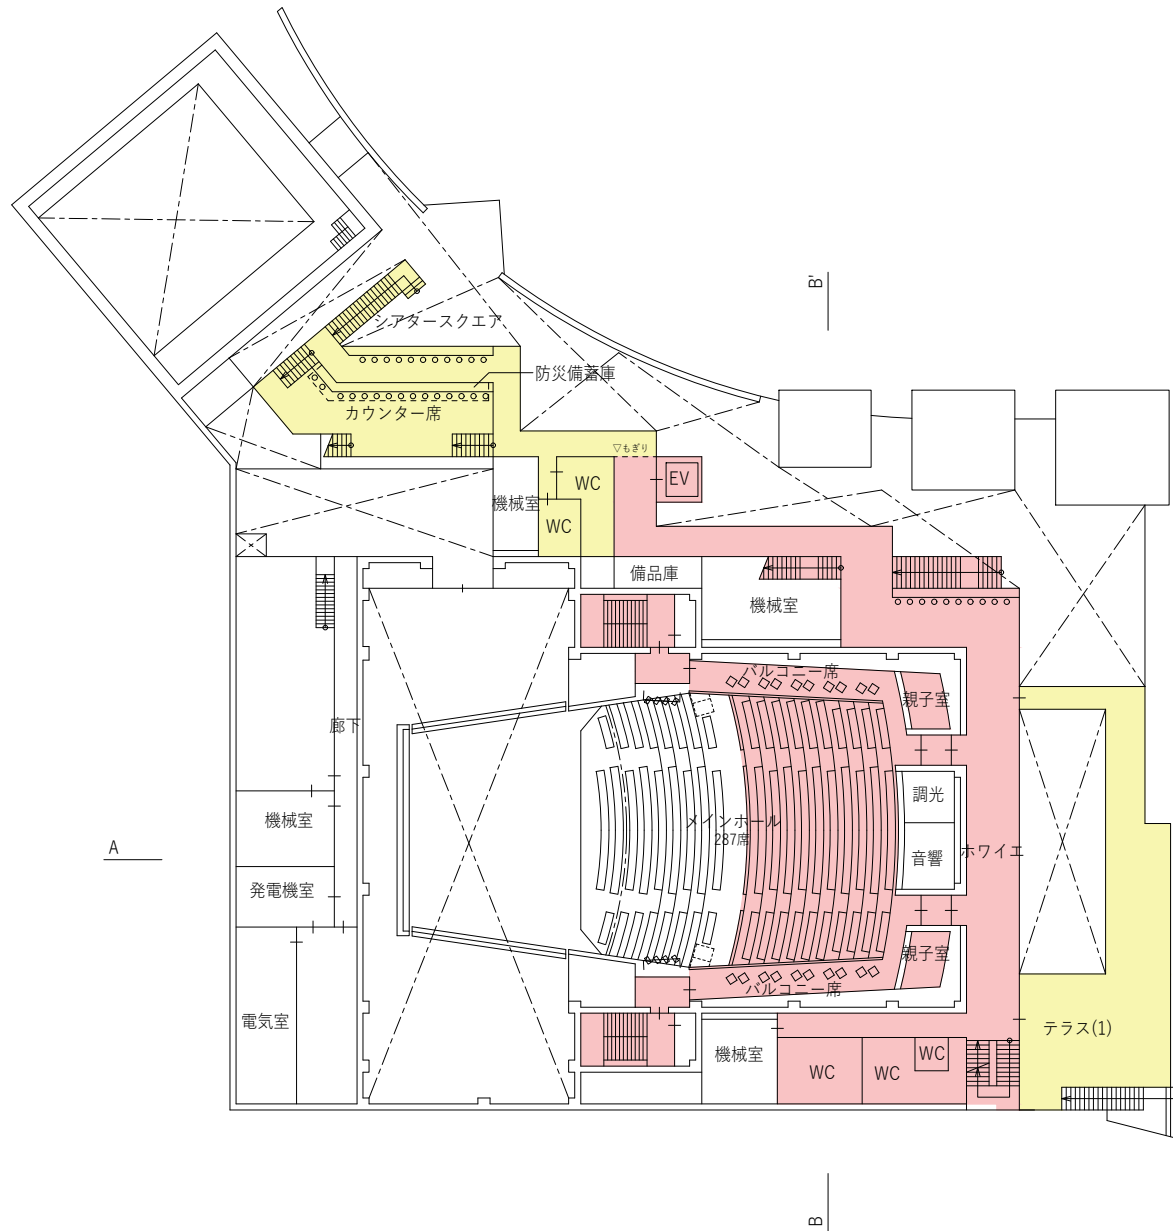 B'
シアタースクエア
防災備蓄庫
カウンター席
▽もぎり
EV
WC
機械室
WC
備品庫
機械室
バルコニー席
親子室
廊下
調光
メインホール
287席
機械室
A
ホワイエ
音響
発電機室
親子室
バルコニー席
電気室
テラス(1)
機械室
WC
WC
WC
B